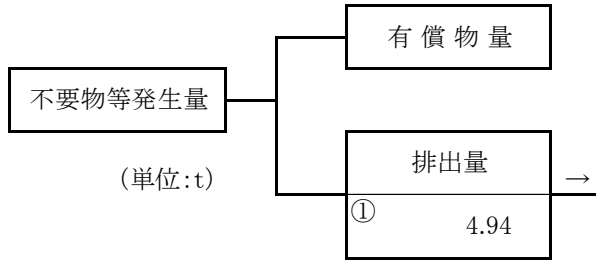 有償物量
不要物等発生量
(単位:t)
排出量
→
①
4.94